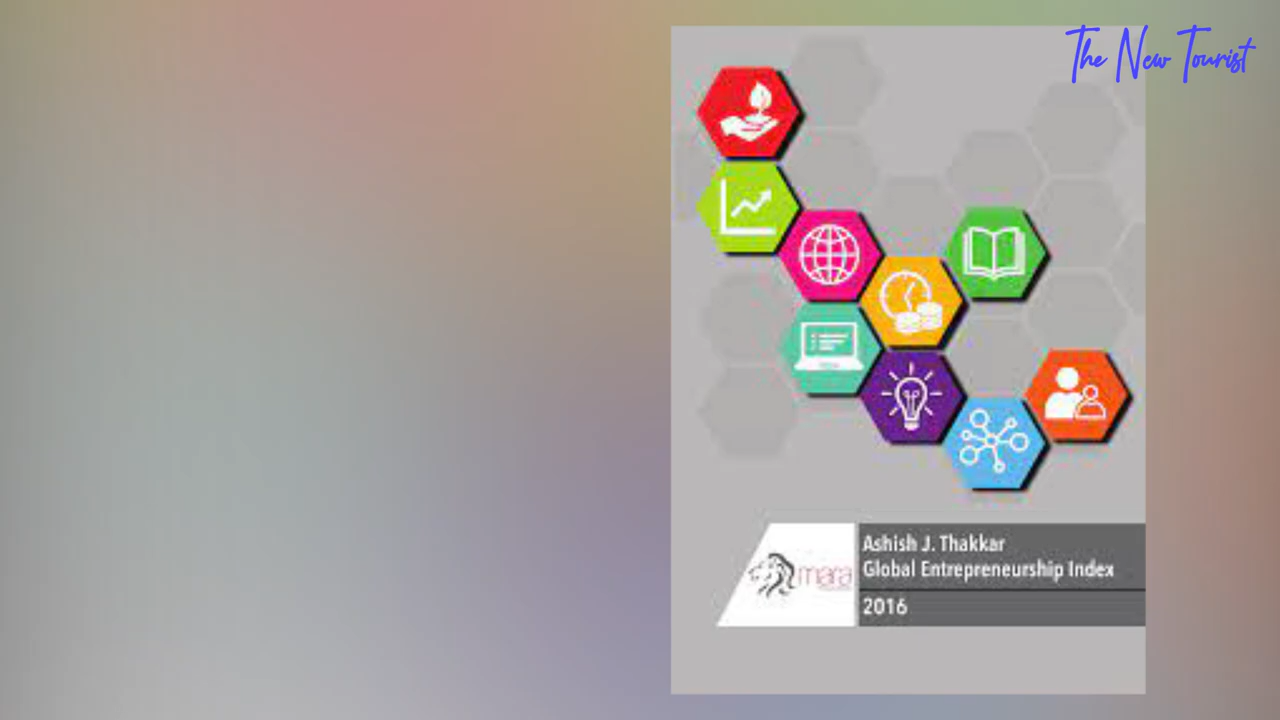 The New Tourist
mara
Ashish J. Thakkar
Global Entrepreneurship Index
2016